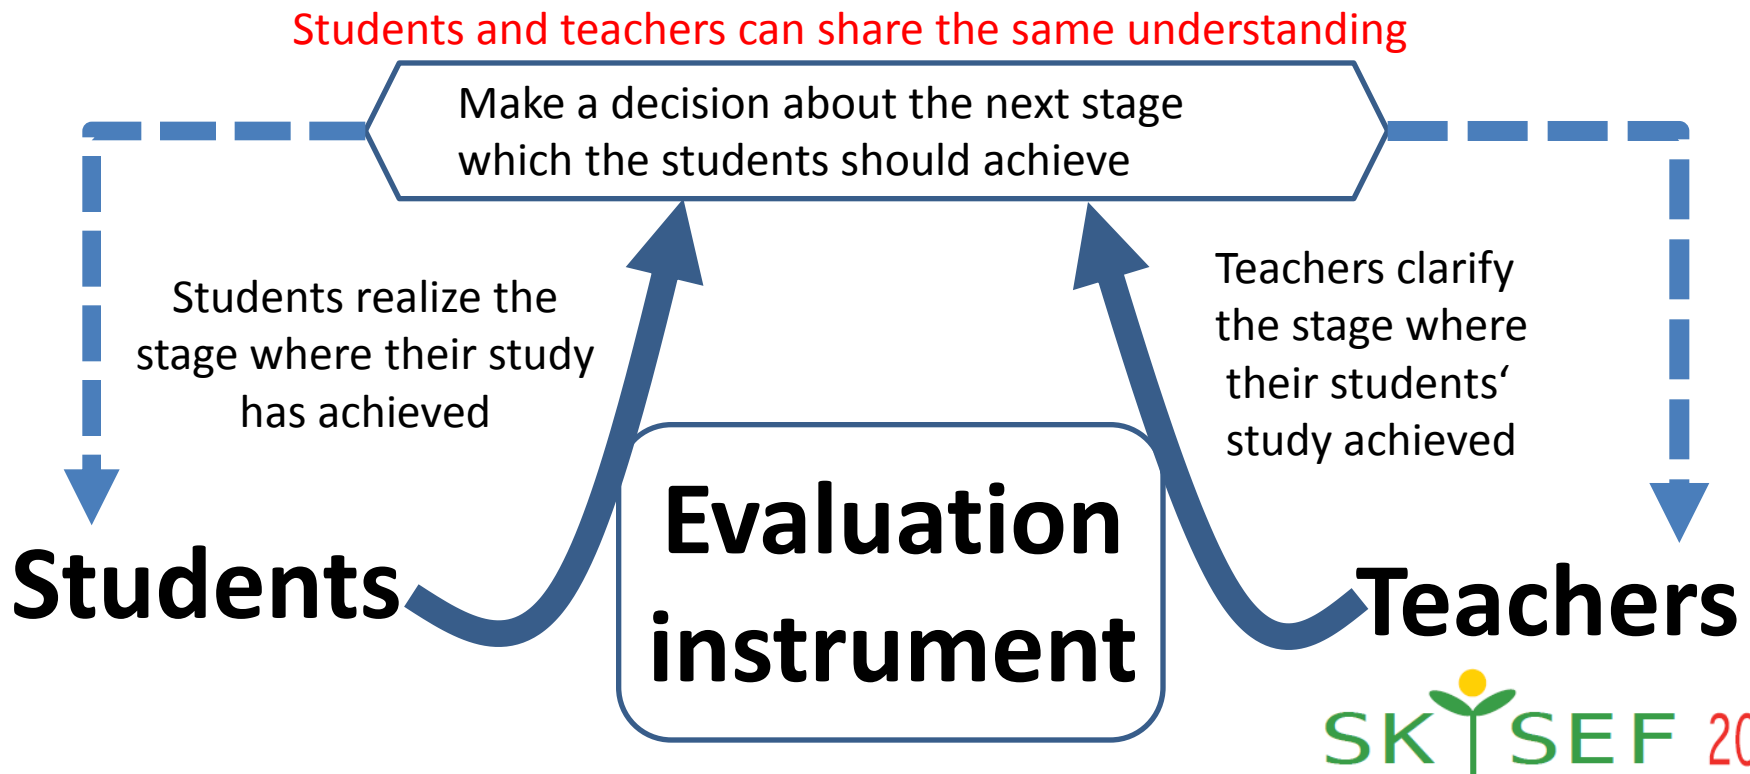 Students and teachers can share the same understanding
Make a decision about the next stage
which the students should achieve
Students realize the
stage where their study
has achieved
Teachers clarify
the stage where
their students‘
study achieved
Evaluation
instrument
Students
Teachers
SKYSEF 20